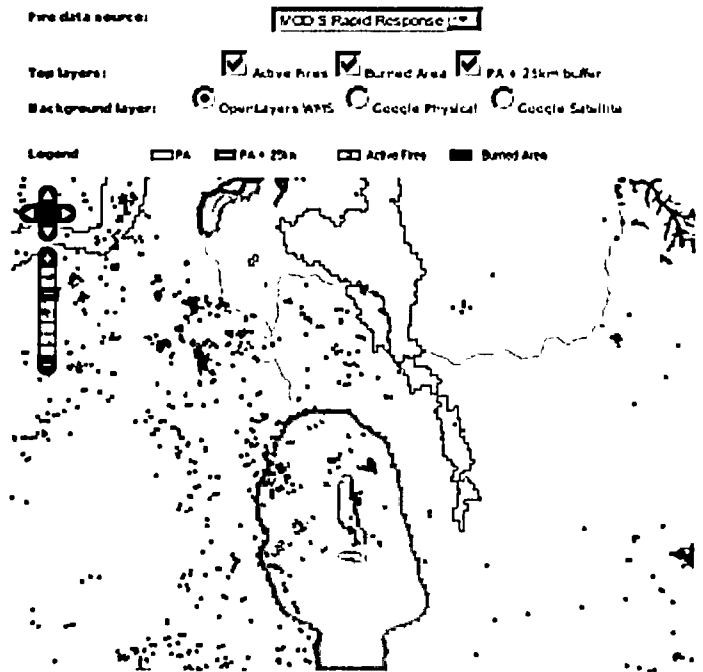 Fire data source: MODIS Rapid Response
Top layers: Active Fires Burned Area PA + 25km buffer
Background layer: OpenLayers WMS Google Physical Google Satellite
Legend PA PA + 25km Active Fires Burned Area